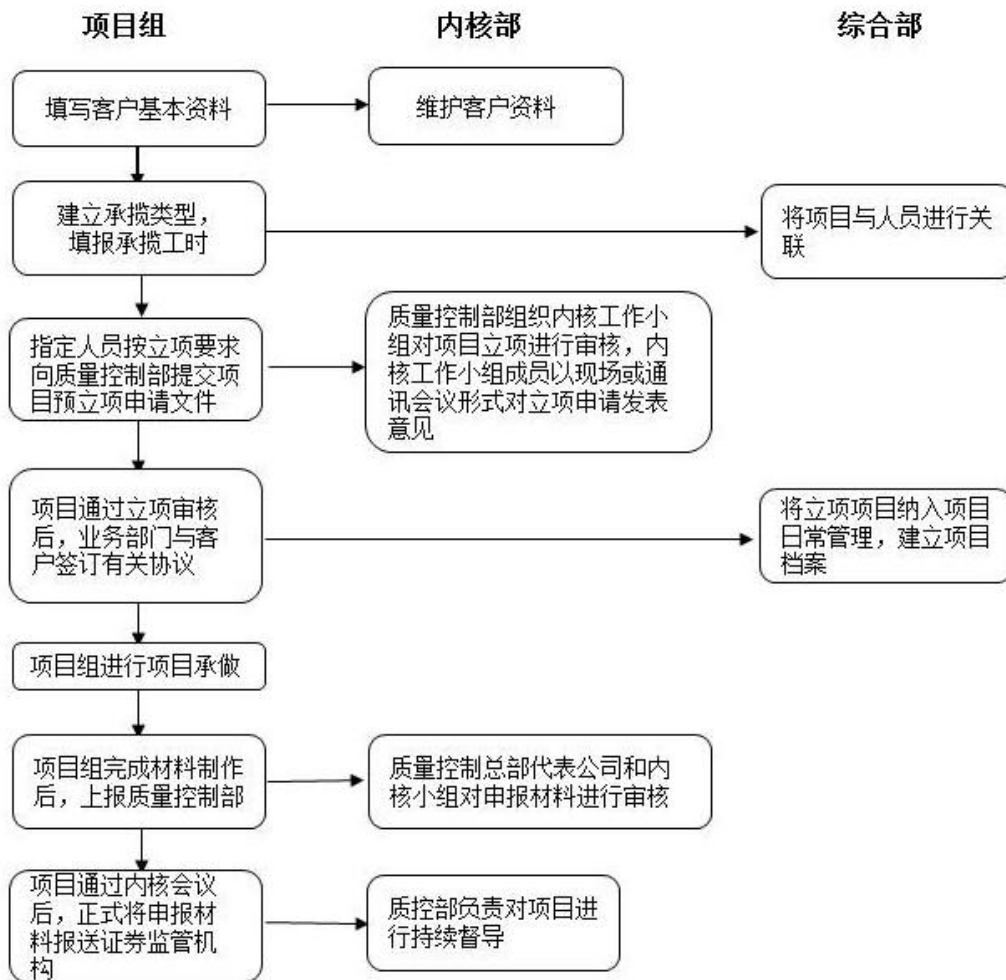 项目组
内核部
综合部
填写客户基本资料
维护客户资料
建立承揽类型，
填报承揽工时
将项目与人员进行关
联
指定人员按立项要求
向质量控制部提交项
目预立项申请文件
质量控制部组织内核工作小
组对项目立项进行审核，内
核工作小组成员以现场或通
讯会议形式对立项申请发表
意见
项目通过立项审核
后，业务部门与客
户签订有关协议
将立项项目纳入项目
日常管理，建立项目
档案
项目组进行项目承做
项目组完成材料制作
后，上报质量控制部
质量控制总部代表公司和内
核小组对申报材料进行审核
项目通过内核会议
后，正式将申报材
料报送证券监管机
构
质控部负责对项目进
行持续督导